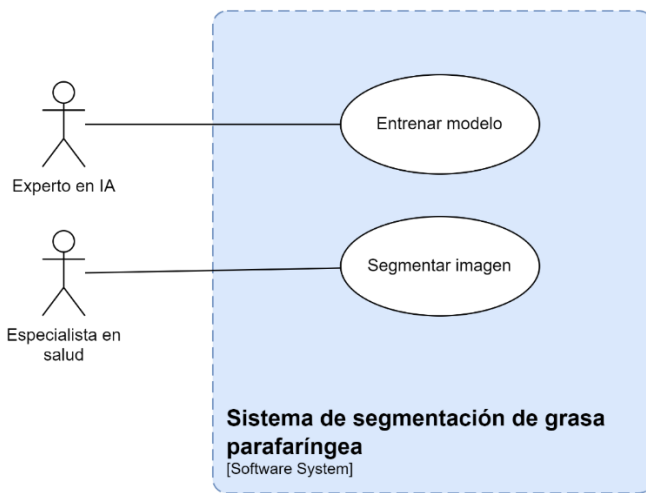 Entrenar modelo
Experto en IA
Segmentar imagen
Especialista en
salud
Sistema de segmentación de grasa
parafaríngea
[Software System]